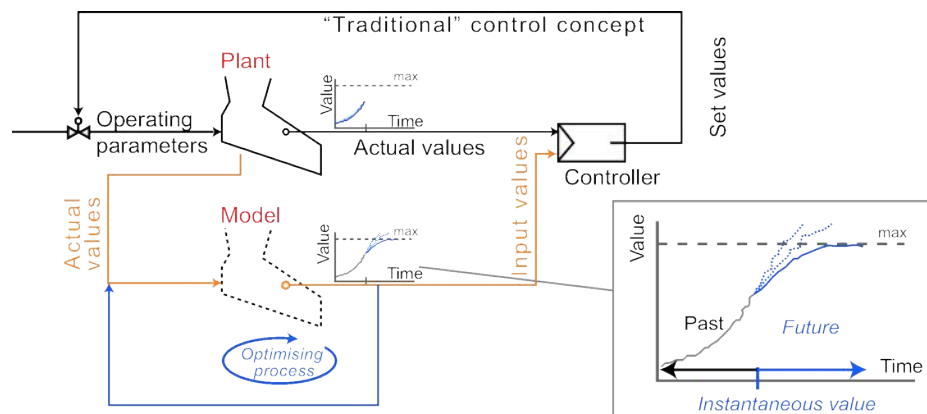 “Traditional” control concept
Plant
Value
max
Time
Operating
parameters
Actual values
Set values
Controller
Actual
values
Model
Value
max
Time
Input values
Optimising
process
Value
max
Past
Future
Time
Instantaneous value